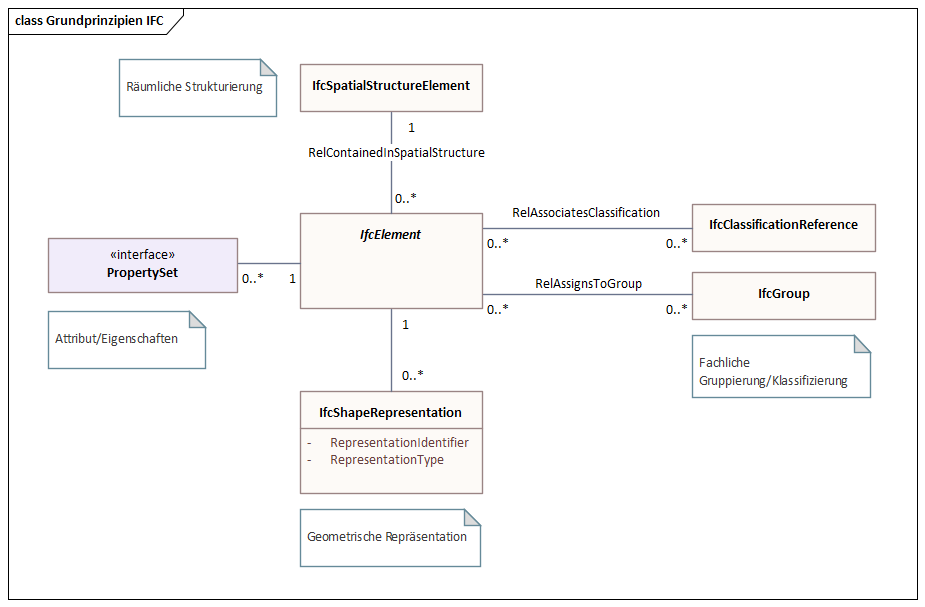 class Grundprinzipien IFC
Räumliche Strukturierung
IfcSpatialStructureElement
1
RelContainedInSpatialStructure
0..*
IfcElement
RelAssociatesClassification
0..*
0..*
IfcClassificationReference
«interface»
PropertySet
0..*
1
RelAssignsToGroup
0..*
0..*
IfcGroup
Attribut/Eigenschaften
1
0..*
Fachliche
Gruppierung/Klassifizierung
IfcShapeRepresentation
- RepresentationIdentifier
- RepresentationType
Geometrische Repräsentation